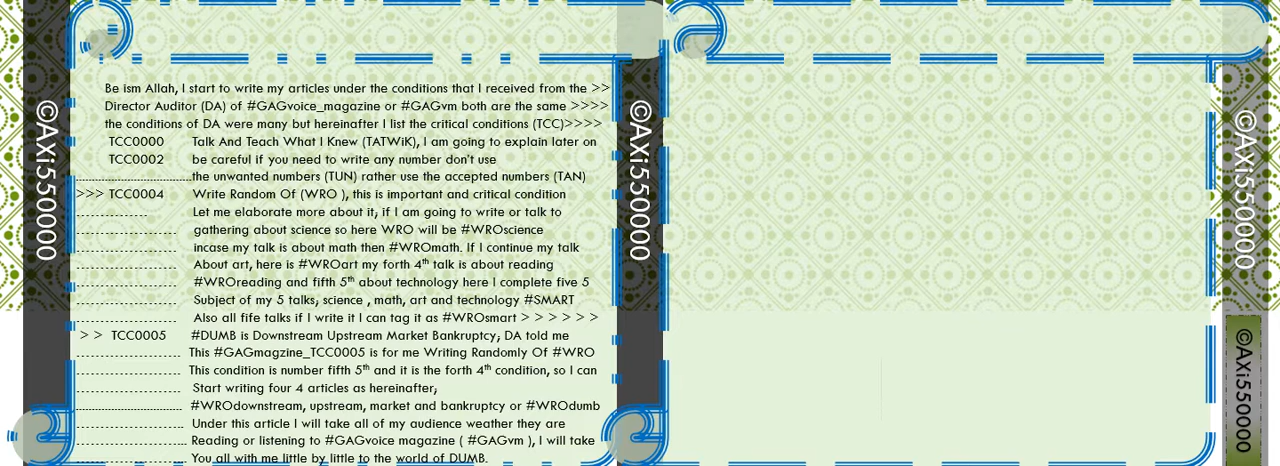 Be ism Allah, I start to write my articles under the conditions that I received from the >>
Director Auditor (DA) of #GAGvoice_magazine or #GAGvm both are the same >>>>
the conditions of DA were many but hereinafter I list the critical conditions (TCC)>>>>
TCC0000 Talk And Teach What I Knew (TATWiK), I am going to explain later on
TCC0002 be careful if you need to write any number don't use
the unwanted numbers (TUN) rather use the accepted numbers (TAN)
>>> TCC0004 Write Random Of (WRO ), this is important and critical condition
Let me elaborate more about it; if I am going to write or talk to
gathering about science so here WRO will be #WROscience
incase my talk is about math then #WROmath. If I continue my talk
About art, here is #WROart my forth 4th talk is about reading
#WROreading and fifth 5th about technology here I complete five 5
Subject of my 5 talks; science , math, art and technology #SMART
Also all fife talks if I write it I can tag it as #WROsmart > > > > > >
> > TCC0005 #DUMB is Downstream Upstream Market Bankruptcy; DA told me
This #GAGmagzine_TCC0005 is for me Writing Randomly Of #WRO
This condition is number fifth 5th and it is the forth 4th condition, so I can
Start writing four 4 articles as hereinafter;
#WROdownstream, upstream, market and bankruptcy or #WROdumb
Under this article I will take all of my audience weather they are
Reading or listening to #GAGvoice magazine ( #GAGvm ), I will take
You all with me little by little to the world of DUMB.
©AXi550000
©AXi550000
©AXi550000
©AXi550000